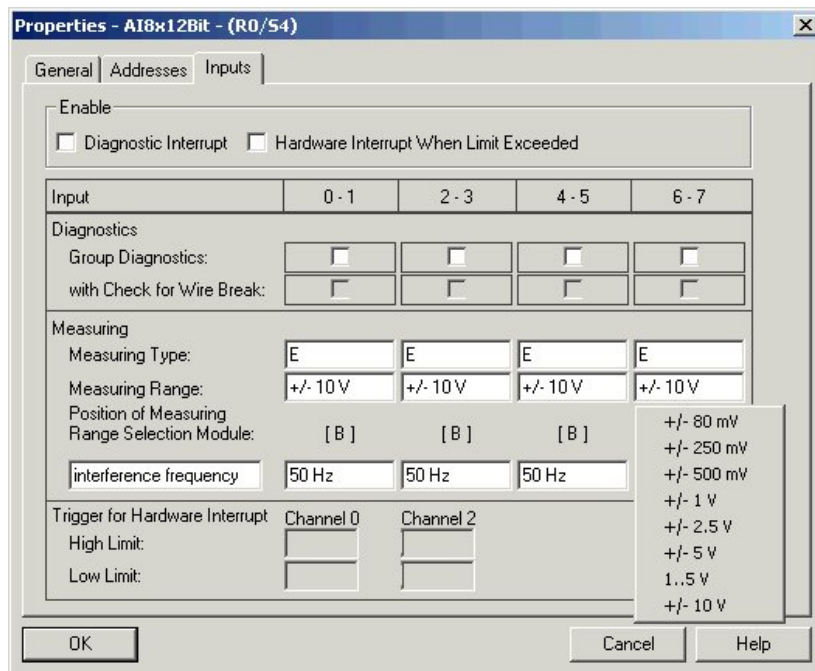 Properties - AI8x12Bit - (R0/S4)
General Addresses Inputs
Enable
Diagnostic Interrupt Hardware Interrupt When Limit Exceeded
Input 0 - 1 2 - 3 4 - 5 6 - 7
Diagnostics
Group Diagnostics:
with Check for Wire Break:
Measuring
Measuring Type: E E E E
Measuring Range: +/- 10 V +/- 10 V +/- 10 V +/- 10 V
Position of Measuring
Range Selection Module: [ B ] [ B ] [ B ]
interference frequency 50 Hz 50 Hz 50 Hz
+/- 80 mV
+/- 250 mV
+/- 500 mV
+/- 1 V
+/- 2.5 V
+/- 5 V
1..5 V
+/- 10 V
Trigger for Hardware Interrupt Channel 0 Channel 2
High Limit:
Low Limit:
OK Cancel Help